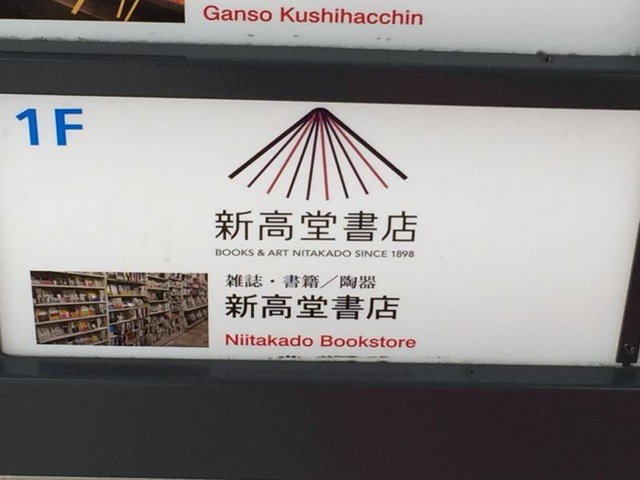 Ganso Kushihacchin
1F
新高堂書店
BOOKS & ART NITAKADO SINCE 1898
雑誌・書籍／陶器
新高堂書店
Niitakado Bookstore